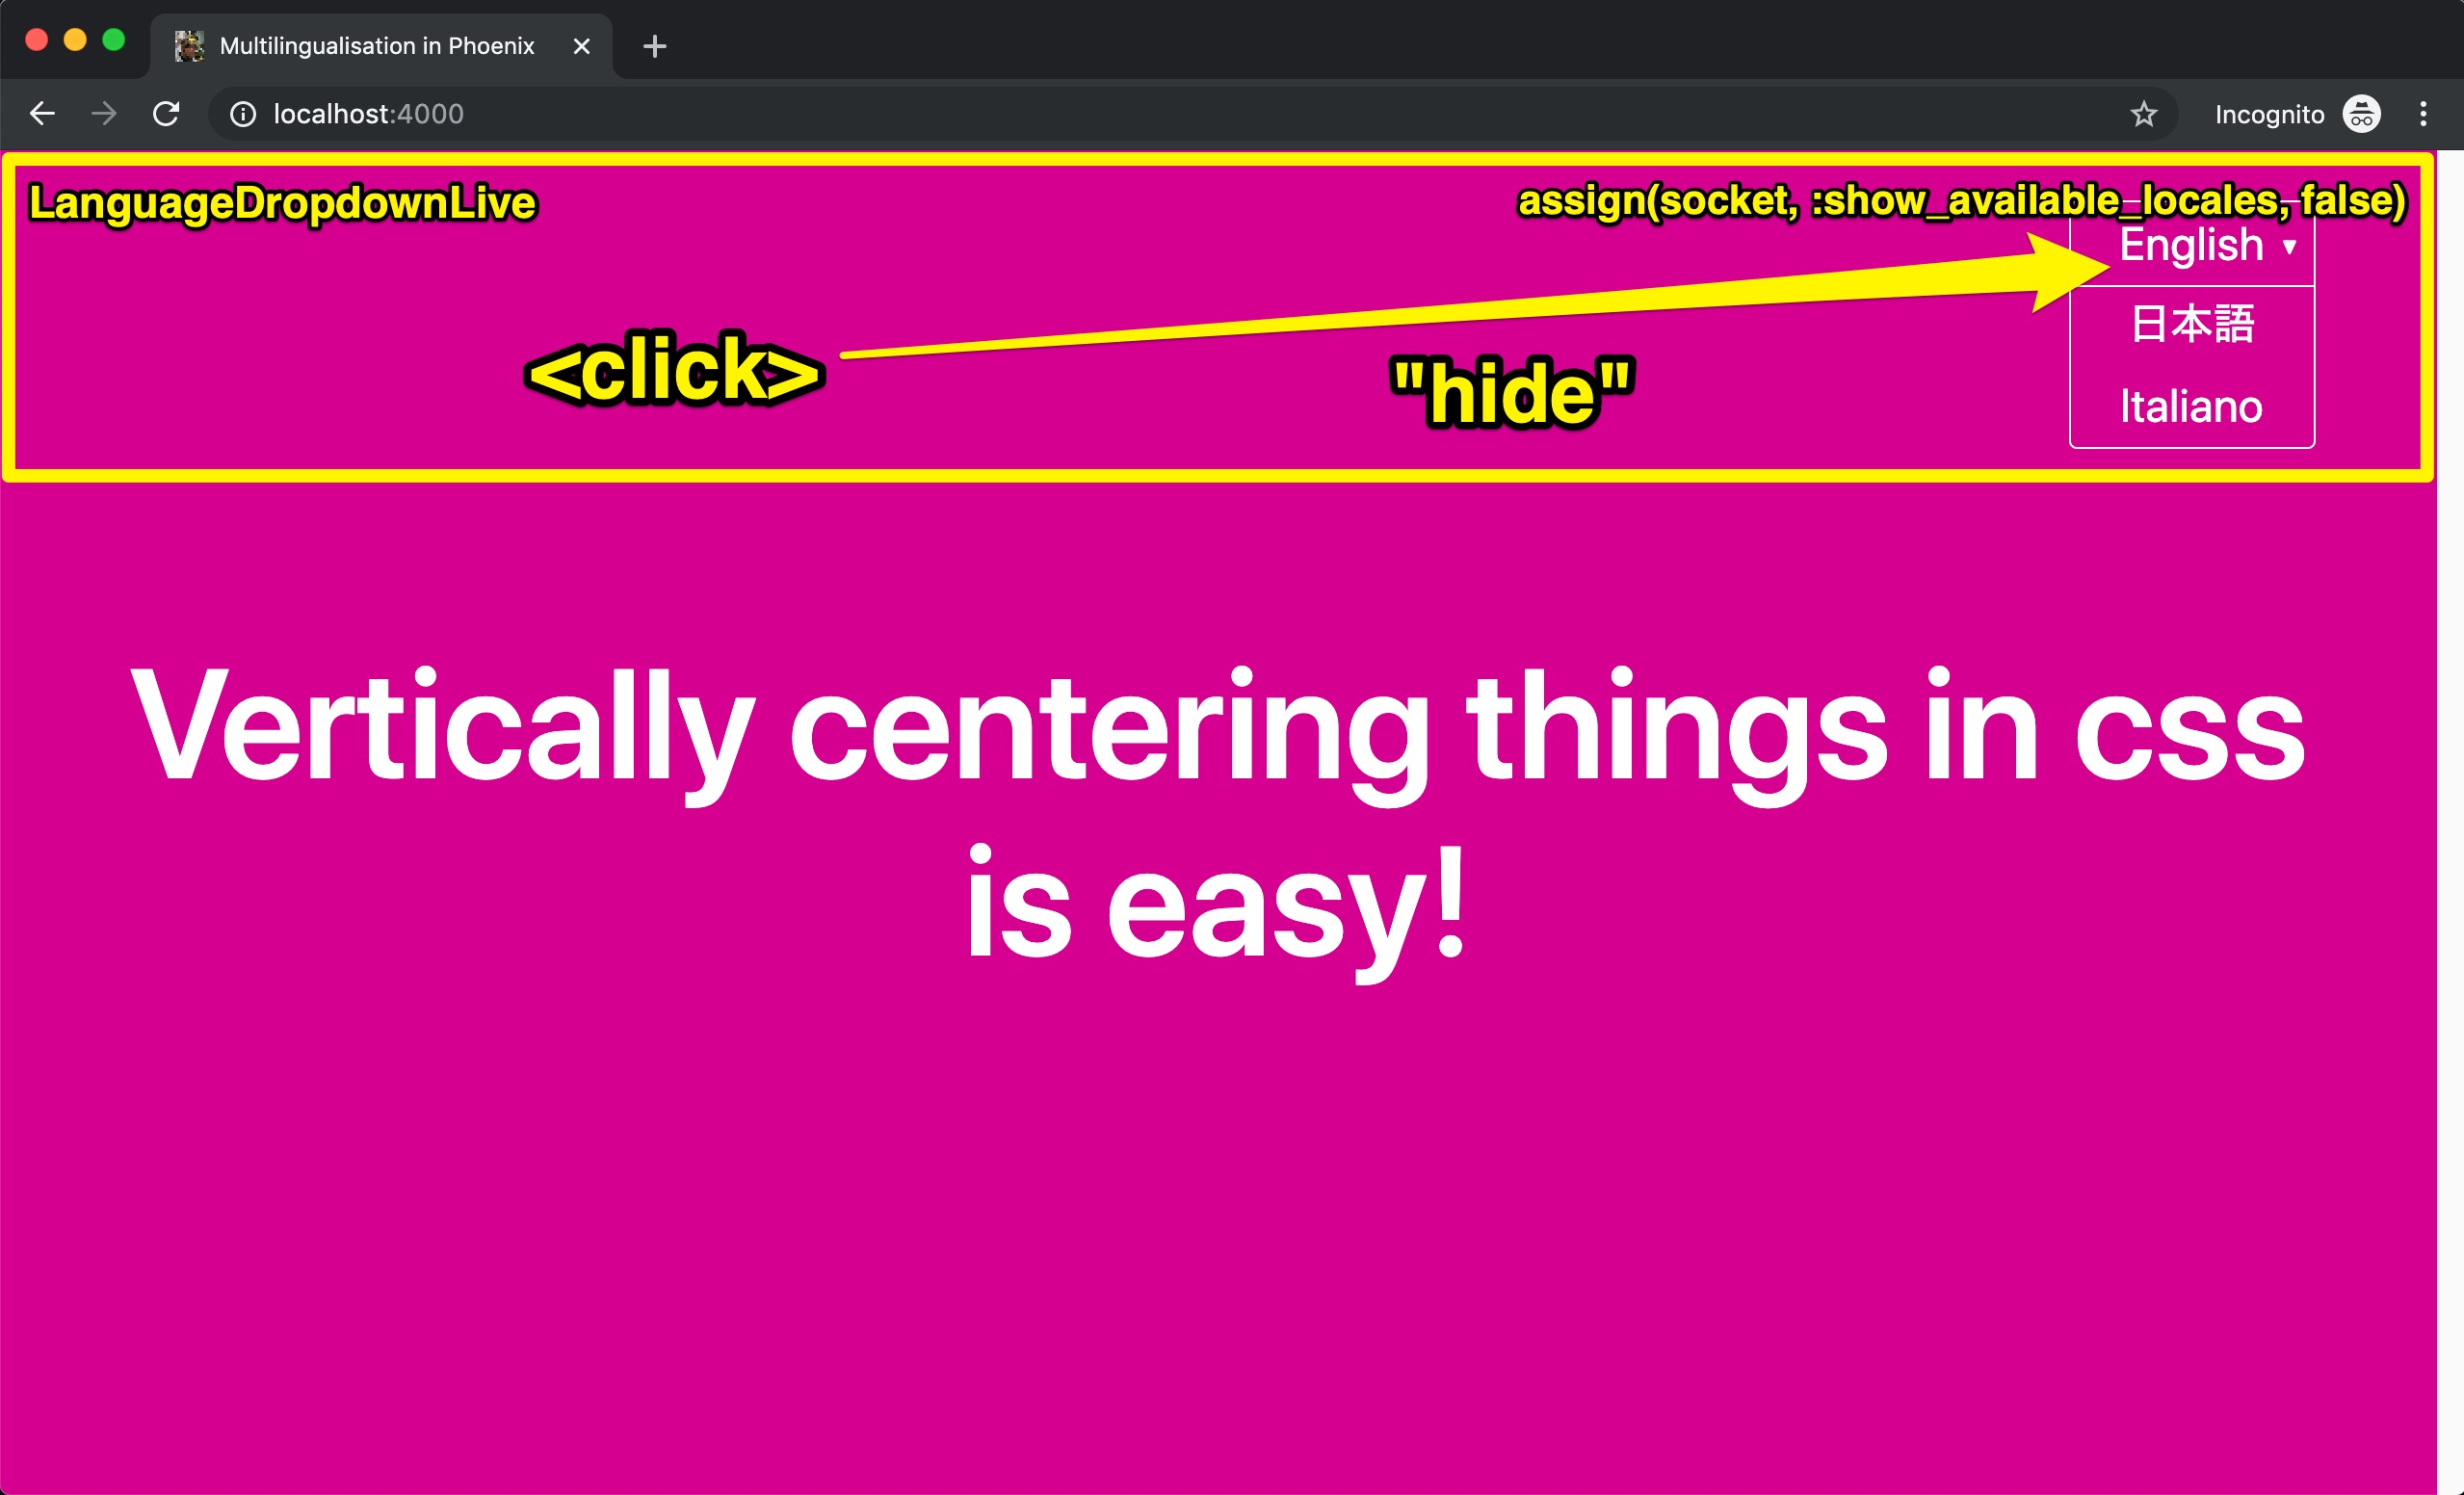 Multilingualisation in Phoenix
localhost:4000
Incognito
LanguageDropdownLive
assign(socket, :show_available_locales, false)
English ▾
<click>
"hide"
日本語
Italiano
Vertically centering things in css
is easy!